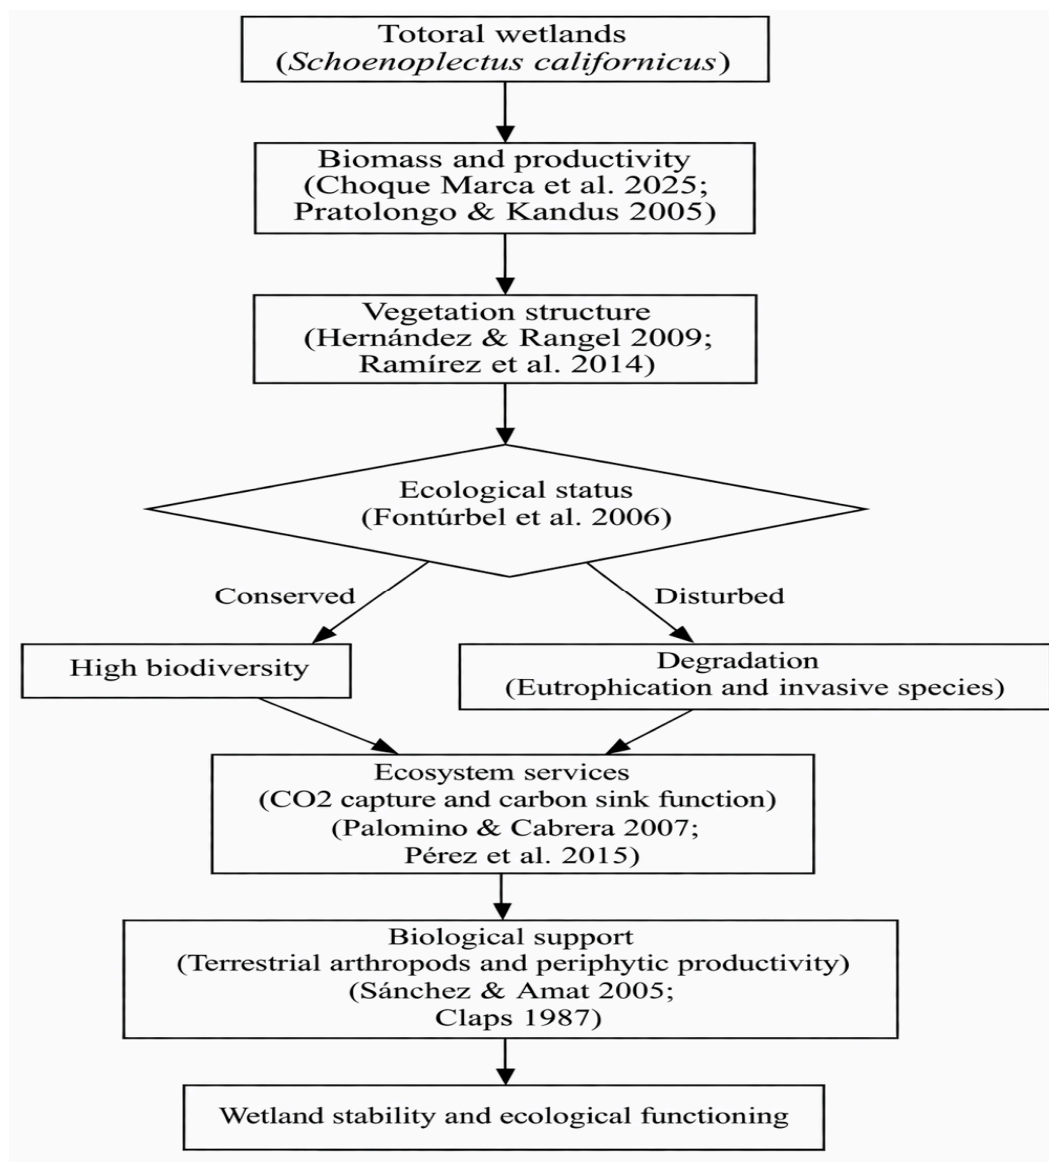 Totoral wetlands
(Schoenoplectus californicus)
Biomass and productivity
(Choque Marca et al. 2025;
Pratolongo & Kandus 2005)
Vegetation structure
(Hernández & Rangel 2009;
Ramírez et al. 2014)
Ecological status
(Fontúrbel et al. 2006)
Conserved
Disturbed
High biodiversity
Degradation
(Eutrophication and invasive species)
Ecosystem services
(CO2 capture and carbon sink function)
(Palomino & Cabrera 2007;
Pérez et al. 2015)
Biological support
(Terrestrial arthropods and periphytic productivity)
(Sánchez & Amat 2005;
Claps 1987)
Wetland stability and ecological functioning